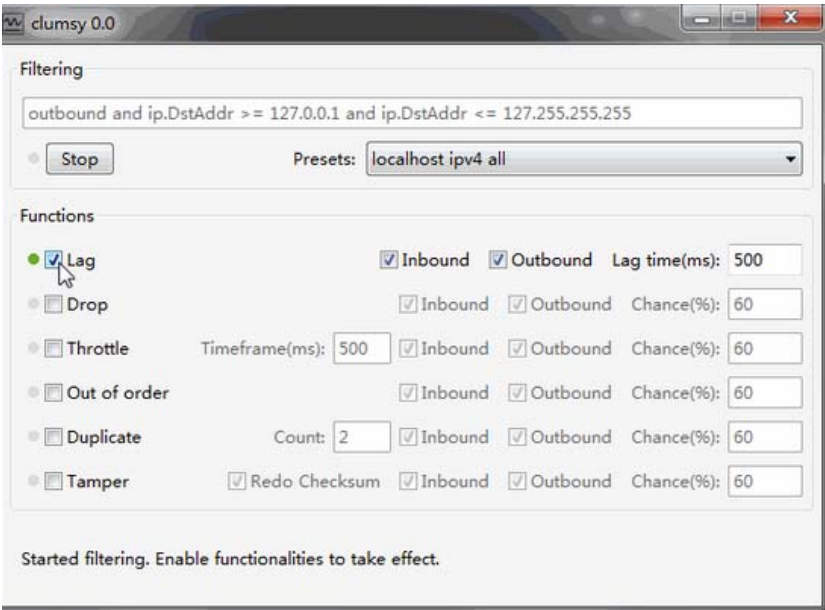 clumsy 0.0
Filtering
outbound and ip.DstAddr >= 127.0.0.1 and ip.DstAddr <= 127.255.255.255
Stop Presets: localhost ipv4 all
Functions
Lag Inbound Outbound Lag time(ms): 500
Drop Inbound Outbound Chance(%): 60
Throttle Timeframe(ms): 500 Inbound Outbound Chance(%): 60
Out of order Inbound Outbound Chance(%): 60
Duplicate Count: 2 Inbound Outbound Chance(%): 60
Tamper Redo Checksum Inbound Outbound Chance(%): 60
Started filtering. Enable functionalities to take effect.